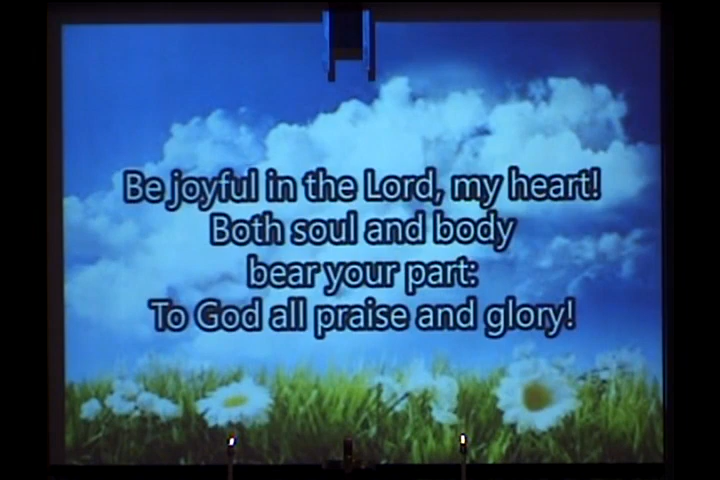 Be joyful in the Lord, my heart!
Both soul and body
bear your part:
To God all praise and glory!